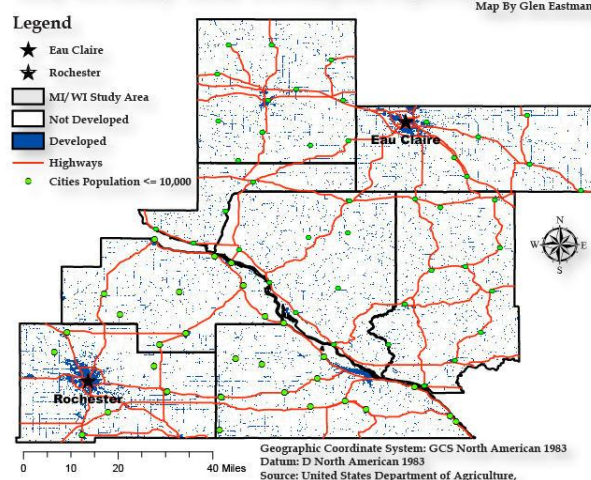 Map By Glen Eastman
Legend
Eau Claire
Rochester
MI/ WI Study Area
Not Developed
Developed
Highways
Cities Population <= 10,000
Eau Claire
N
W E
S
Rochester
0 10 20 40 Miles
Geographic Coordinate System: GCS North American 1983
Datum: D North American 1983
Source: United States Department of Agriculture,